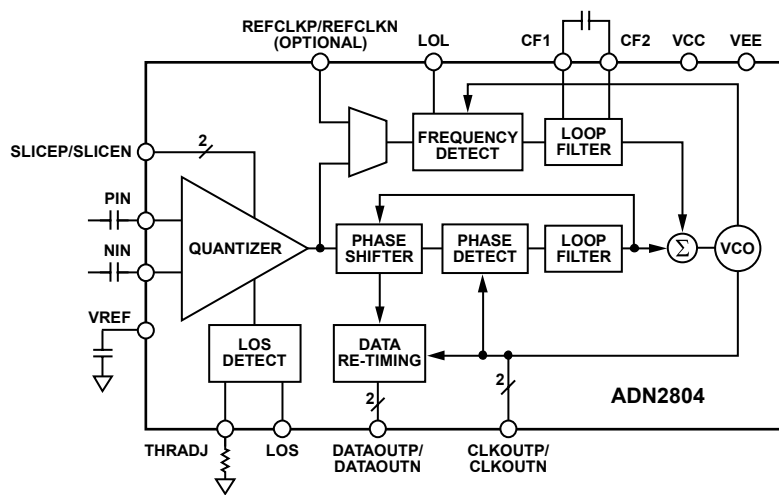 REFCLKP/REFCLKN
(OPTIONAL)
LOL
CF1
CF2
VCC
VEE
SLICEP/SLICEN
2
FREQUENCY
DETECT
LOOP
FILTER
PIN
NIN
QUANTIZER
PHASE
SHIFTER
PHASE
DETECT
LOOP
FILTER
Σ
VCO
VREF
LOS
DETECT
DATA
RE-TIMING
2
2
ADN2804
THRADJ
LOS
DATAOUTP/
DATAOUTN
CLKOUTP/
CLKOUTN